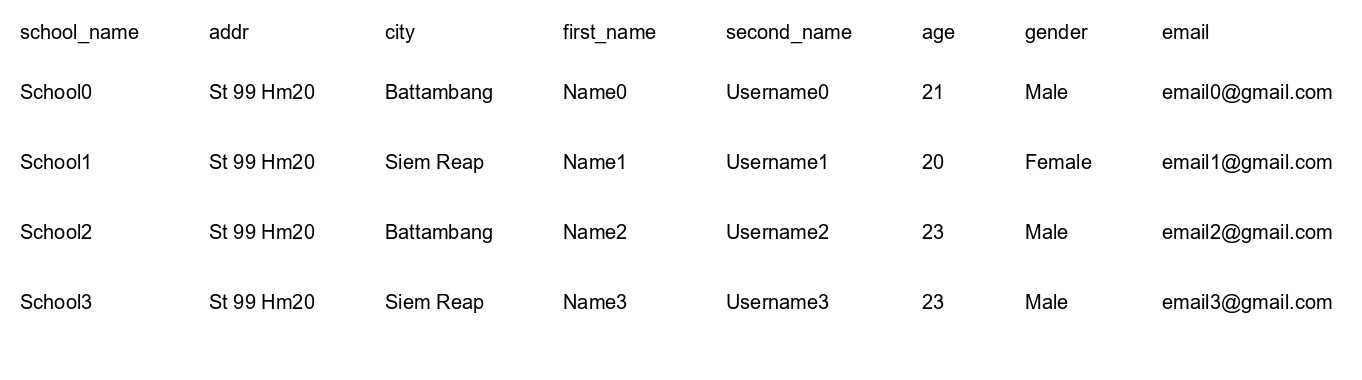 school_name addr city first_name second_name age gender email
School0 St 99 Hm20 Battambang Name0 Username0 21 Male email0@gmail.com
School1 St 99 Hm20 Siem Reap Name1 Username1 20 Female email1@gmail.com
School2 St 99 Hm20 Battambang Name2 Username2 23 Male email2@gmail.com
School3 St 99 Hm20 Siem Reap Name3 Username3 23 Male email3@gmail.com